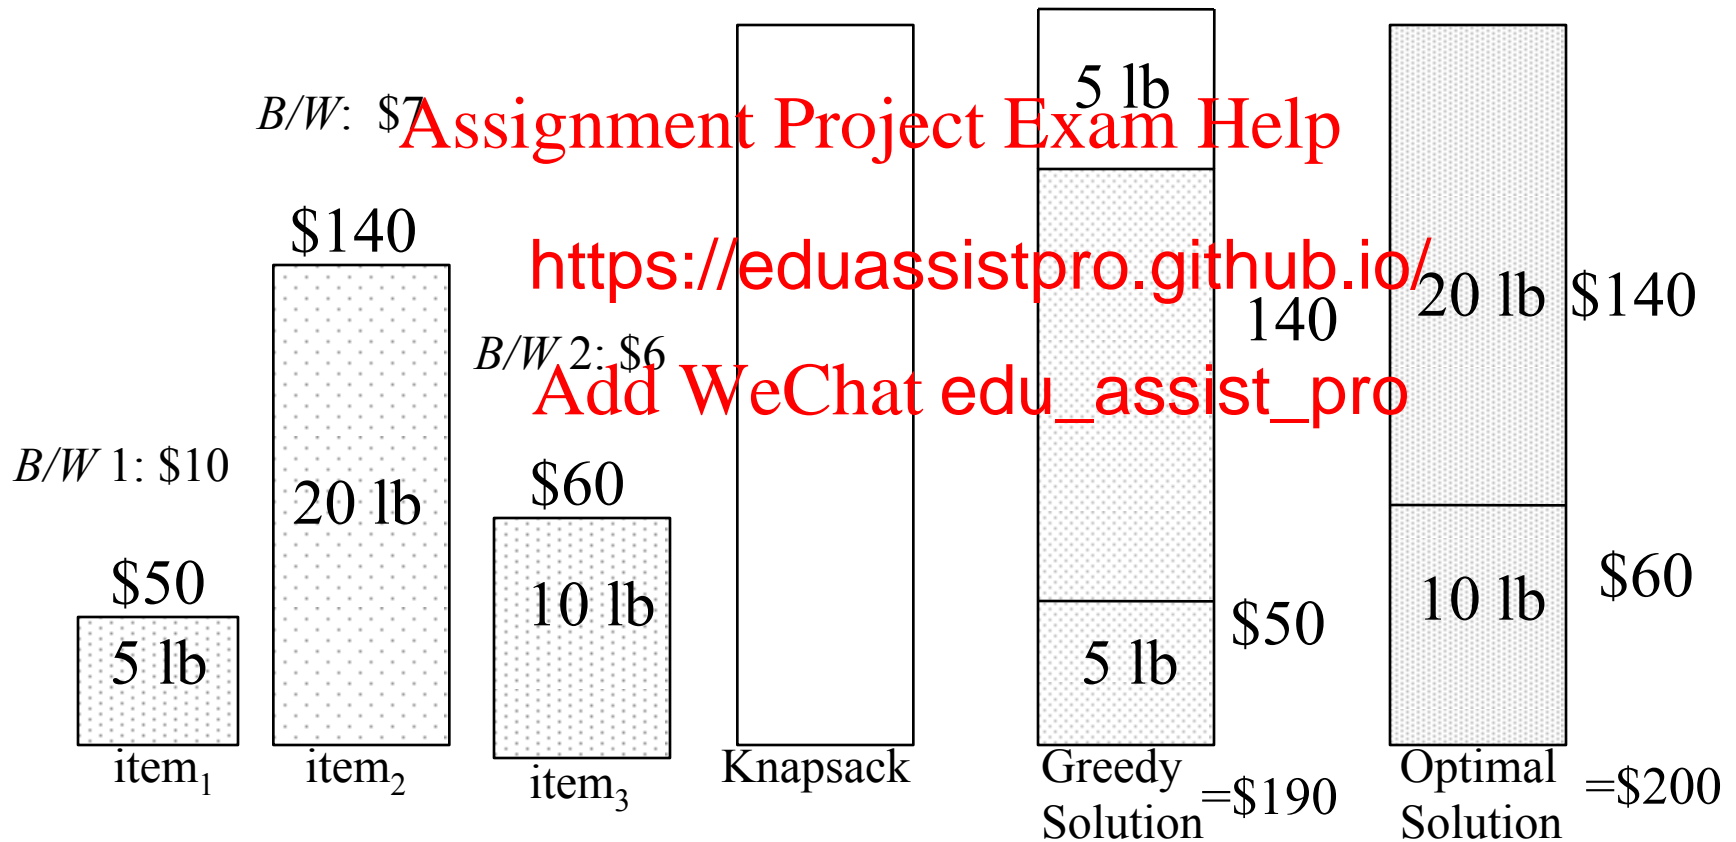 5 lb
B/W: $7
Assignment Project Exam Help
$140
https://eduassistpro.github.io/
20 lb $140
140
B/W 2: $6
Add WeChat edu_assist_pro
B/W 1: $10
$60
20 lb
$50
10 lb
10 lb
$60
$50
5 lb
5 lb
item1
item2
item3
Knapsack
Greedy
Solution
=$190
Optimal
Solution
=$200